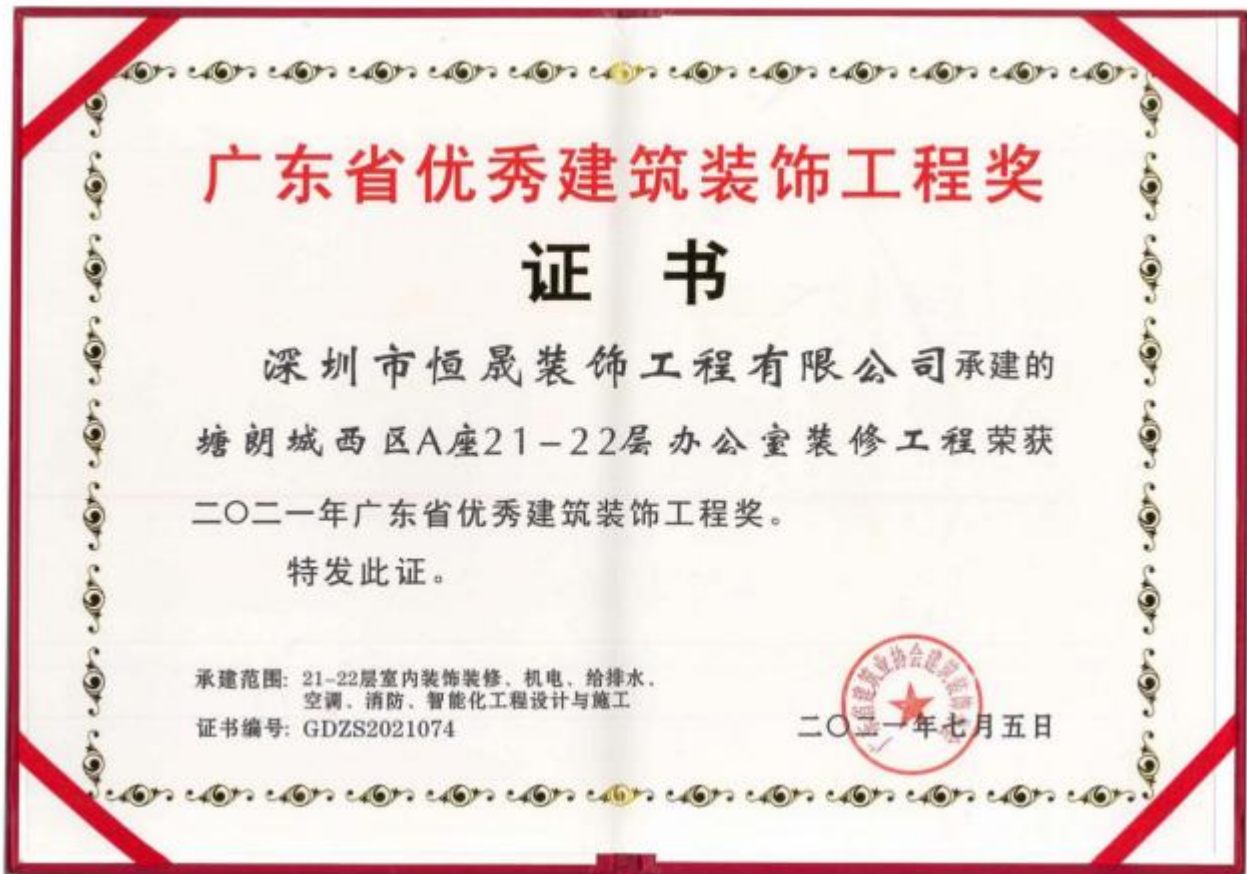 广东省优秀建筑装饰工程奖
证 书
深圳市恒晟装饰工程有限公司承建的
塘朗城西区A座21-22层办公室装修工程荣获
二〇二一年广东省优秀建筑装饰工程奖。
特发此证。
承建范围: 21-22层室内装饰装修、机电、给排水、
空调、消防、智能化工程设计与施工
证书编号: GDZS2021074
二〇二一年七月五日